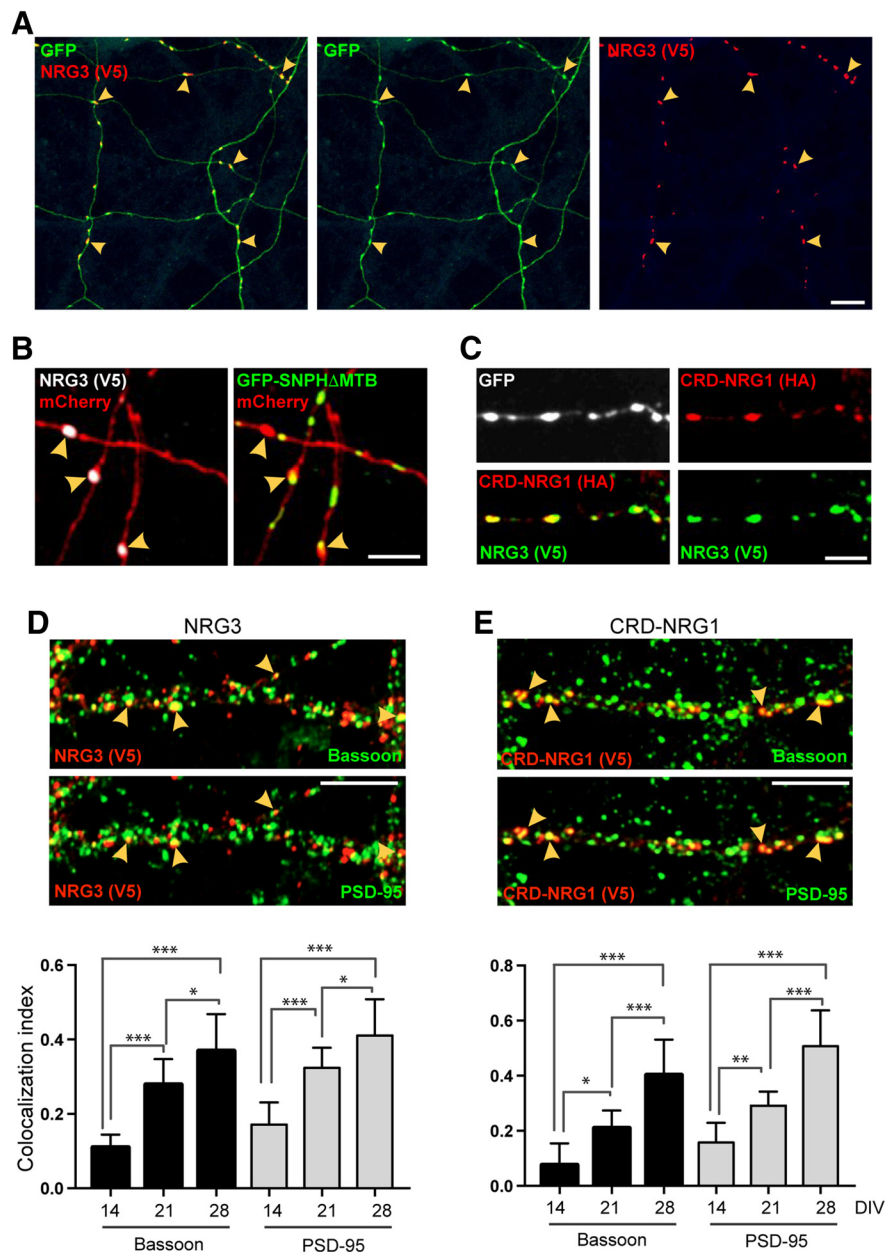 A
GFP
NRG3 (V5)
GFP
NRG3 (V5)
B
NRG3 (V5)
mCherry
GFP-SNPHΔMTB
C
GFP
CRD-NRG1 (HA)
CRD-NRG1 (HA)
NRG3 (V5)
NRG3 (V5)
D
NRG3
NRG3 (V5) Bassoon
NRG3 (V5) PSD-95
Colocalization index
0.6
0.4
0.2
0.0
***
***
*
***
***
*
14 21 28 14 21 28
Bassoon PSD-95
E
CRD-NRG1
CRD-NRG1 (V5) Bassoon
CRD-NRG1 (V5) PSD-95
0.8
0.6
0.4
0.2
0.0
***
***
*
***
***
**
14 21 28 14 21 28 DIV
Bassoon PSD-95